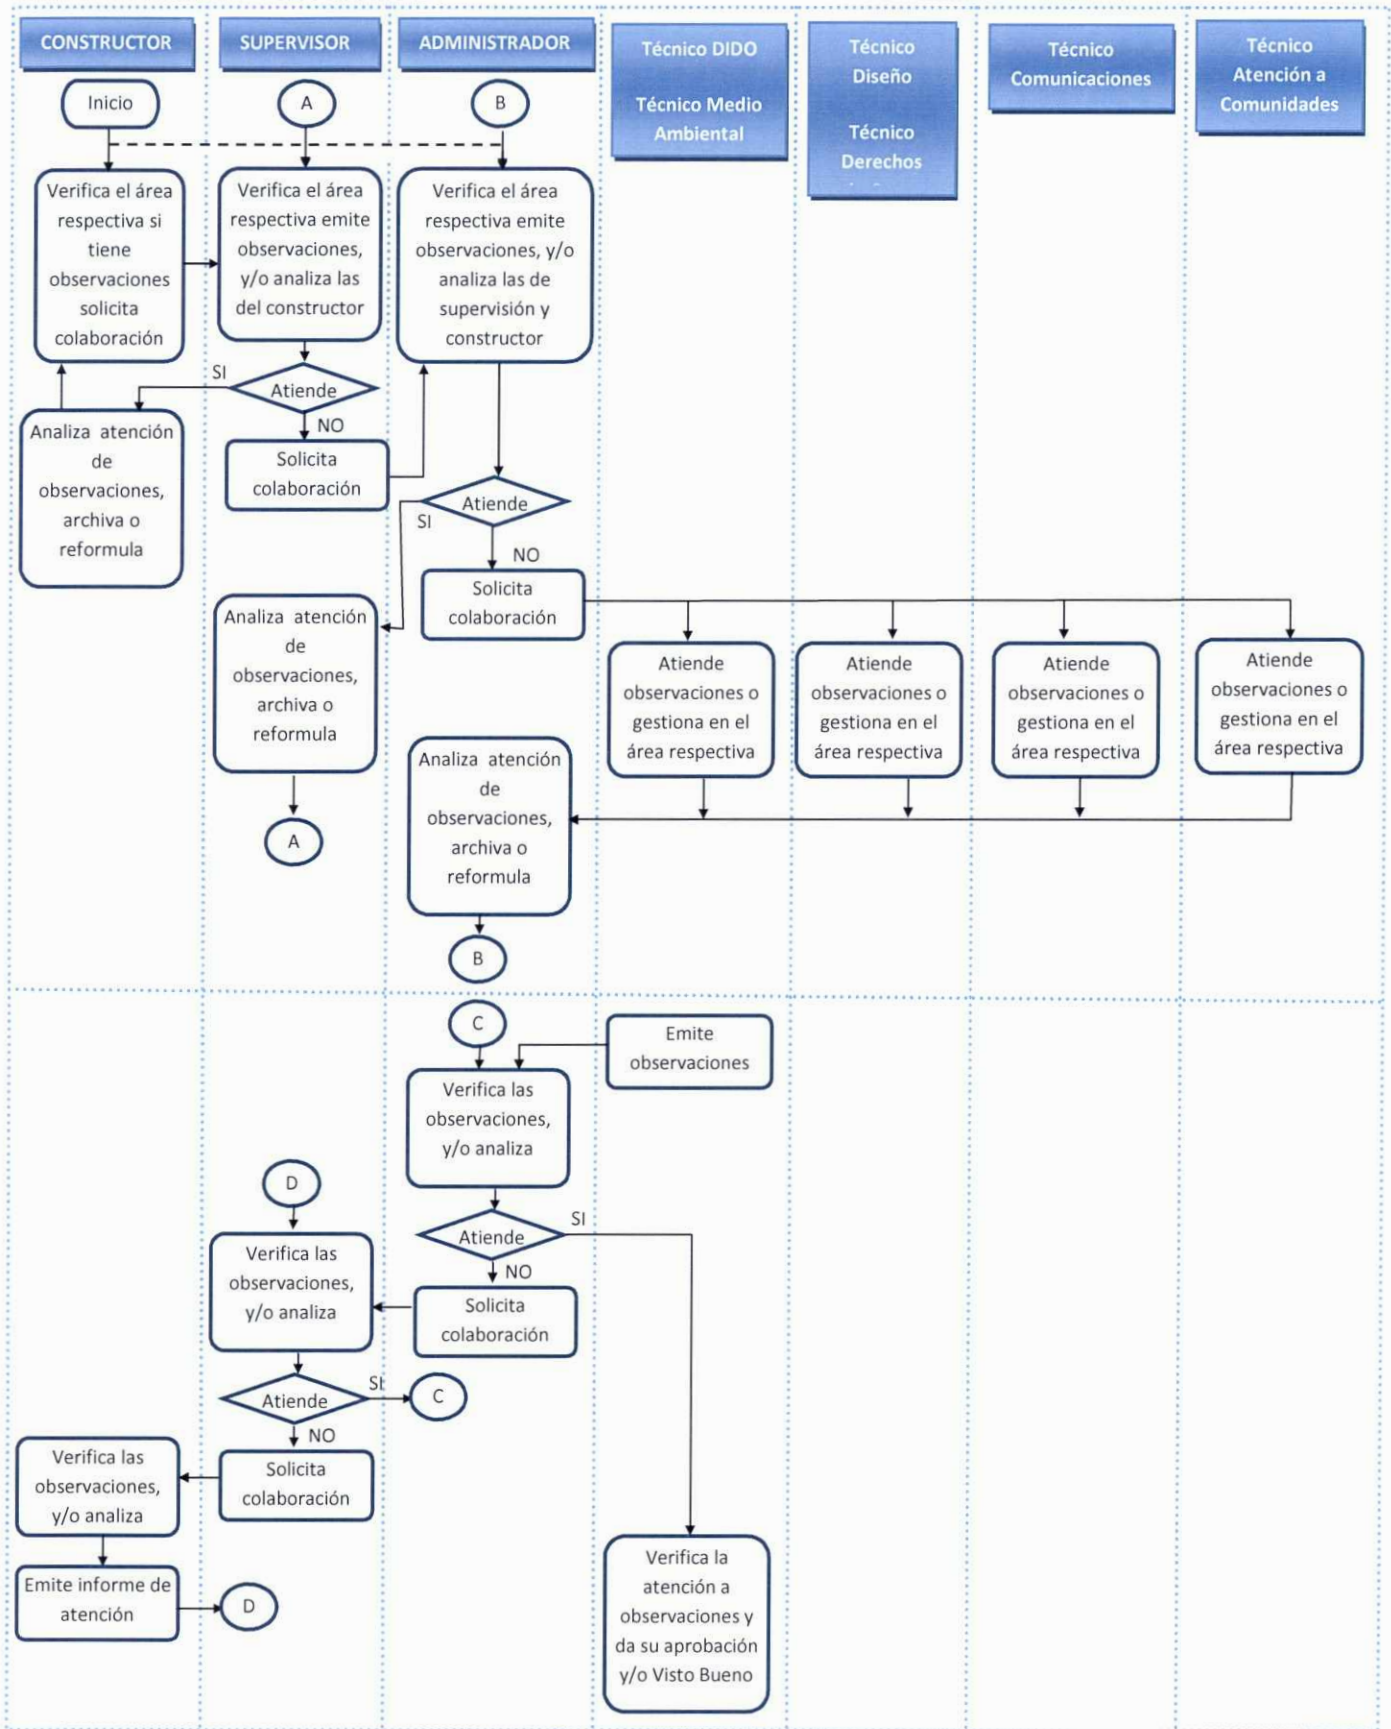 CONSTRUCTOR
SUPERVISOR
ADMINISTRADOR
Técnico DIDO
Técnico Medio
Ambiental
Técnico
Diseño
Técnico
Derechos
Técnico
Comunicaciones
Técnico
Atención a
Comunidades
Inicio
A
B
Verifica el área
respectiva si
tiene
observaciones
solicita
colaboración
Verifica el área
respectiva emite
observaciones,
y/o analiza las
del constructor
Verifica el área
respectiva emite
observaciones, y/o
analiza las de
supervisión y
constructor
SI
Atiende
NO
Analiza atención
de
observaciones,
archiva o
reformula
Solicita
colaboración
Atiende
SI
NO
Solicita
colaboración
Analiza atención
de
observaciones,
archiva o
reformula
A
Atiende
observaciones o
gestiona en el
área respectiva
Atiende
observaciones o
gestiona en el
área respectiva
Atiende
observaciones o
gestiona en el
área respectiva
Atiende
observaciones o
gestiona en el
área respectiva
Analiza atención
de
observaciones,
archiva o
reformula
B
C
Emite
observaciones
Verifica las
observaciones,
y/o analiza
D
Atiende
SI
NO
Verifica las
observaciones,
y/o analiza
Solicita
colaboración
Atiende
SI
C
NO
Verifica las
observaciones,
y/o analiza
Solicita
colaboración
Emite informe de
atención
D
Verifica la
atención a
observaciones y
da su aprobación
y/o Visto Bueno